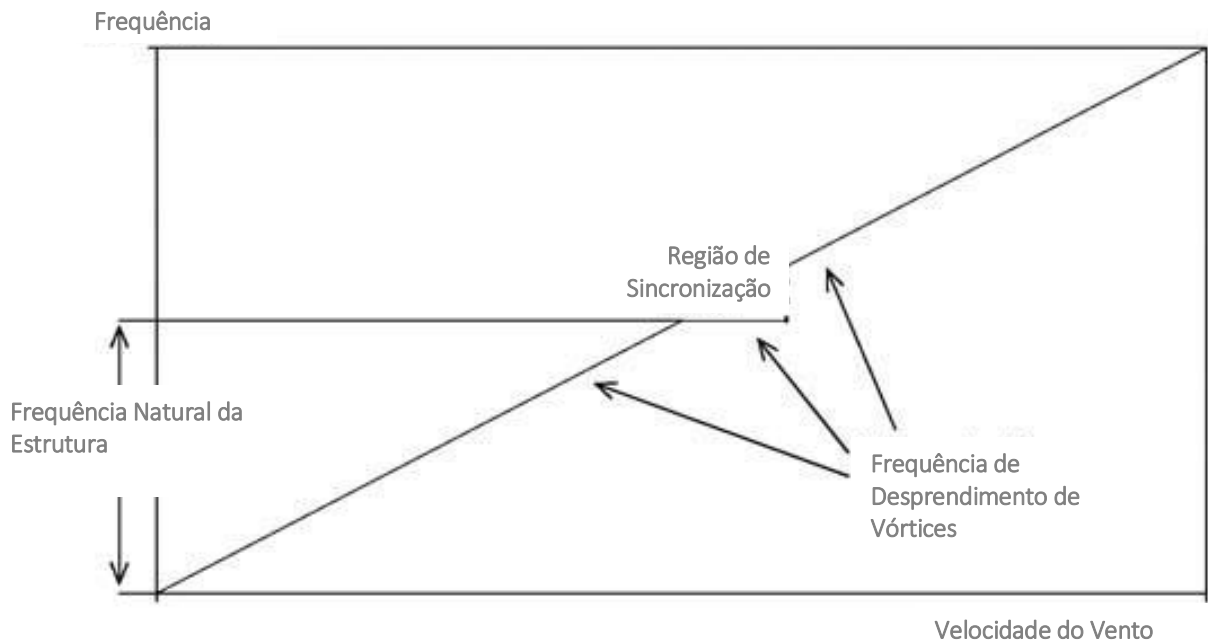 Frequência
Região de
Sincronização
Frequência Natural da
Estrutura
Frequência de
Desprendimento de
Vórtices
Velocidade do Vento